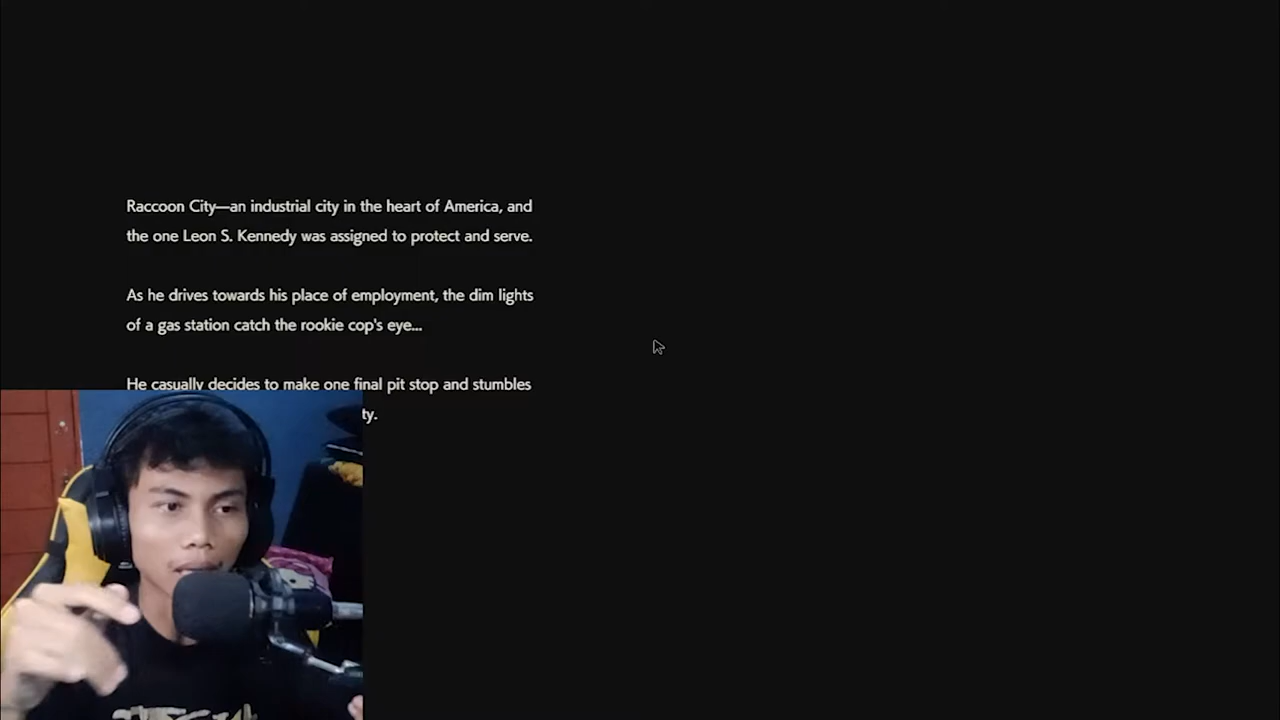 Raccoon City—an industrial city in the heart of America, and
the one Leon S. Kennedy was assigned to protect and serve.
As he drives towards his place of employment, the dim lights
of a gas station catch the rookie cop's eye...
He casually decides to make one final pit stop and stumbles
ty.